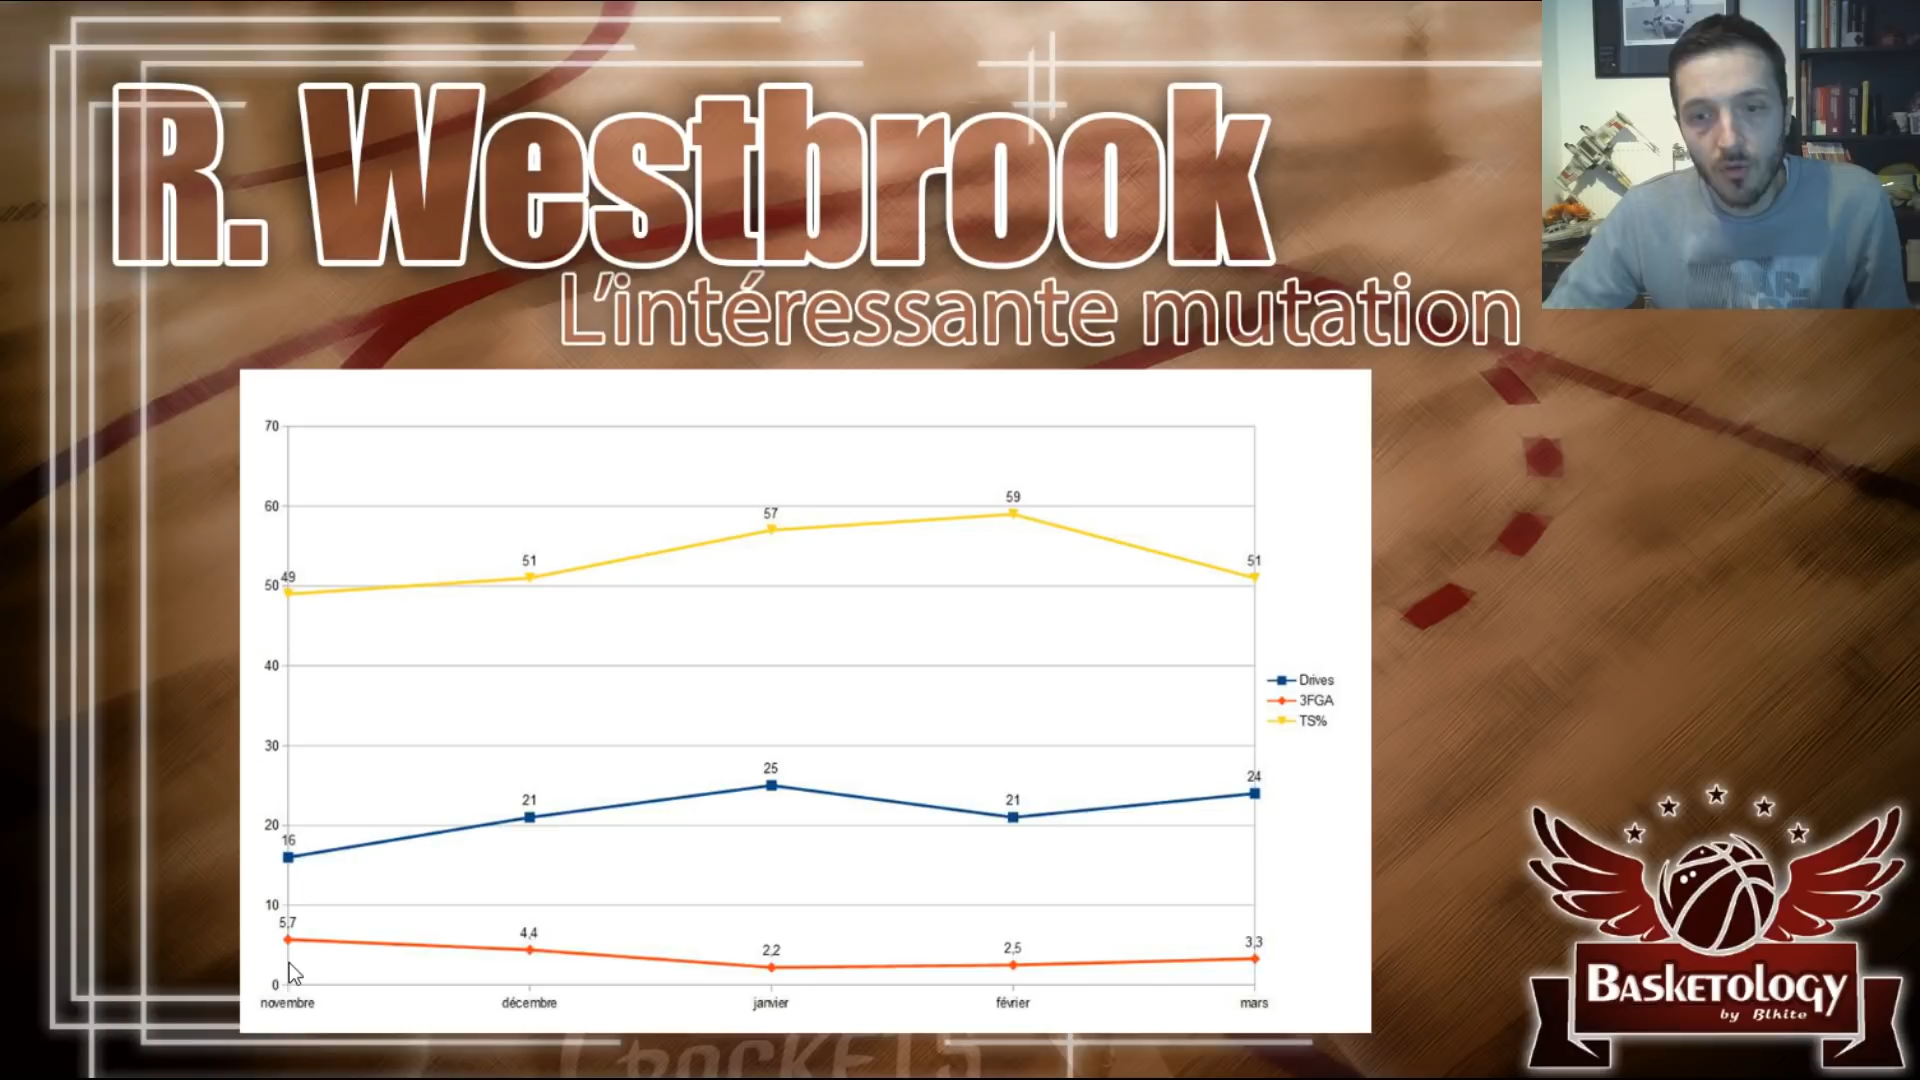 R. Westbrook
L'intéressante mutation
70
60
50
40
30
20
10
0
49
51
57
59
51
16
21
25
21
24
5,7
4,4
2,2
2,5
3,3
novembre
décembre
janvier
février
mars
Drives
3FGA
TS%
Basketology
by Blhite
ROCKETS